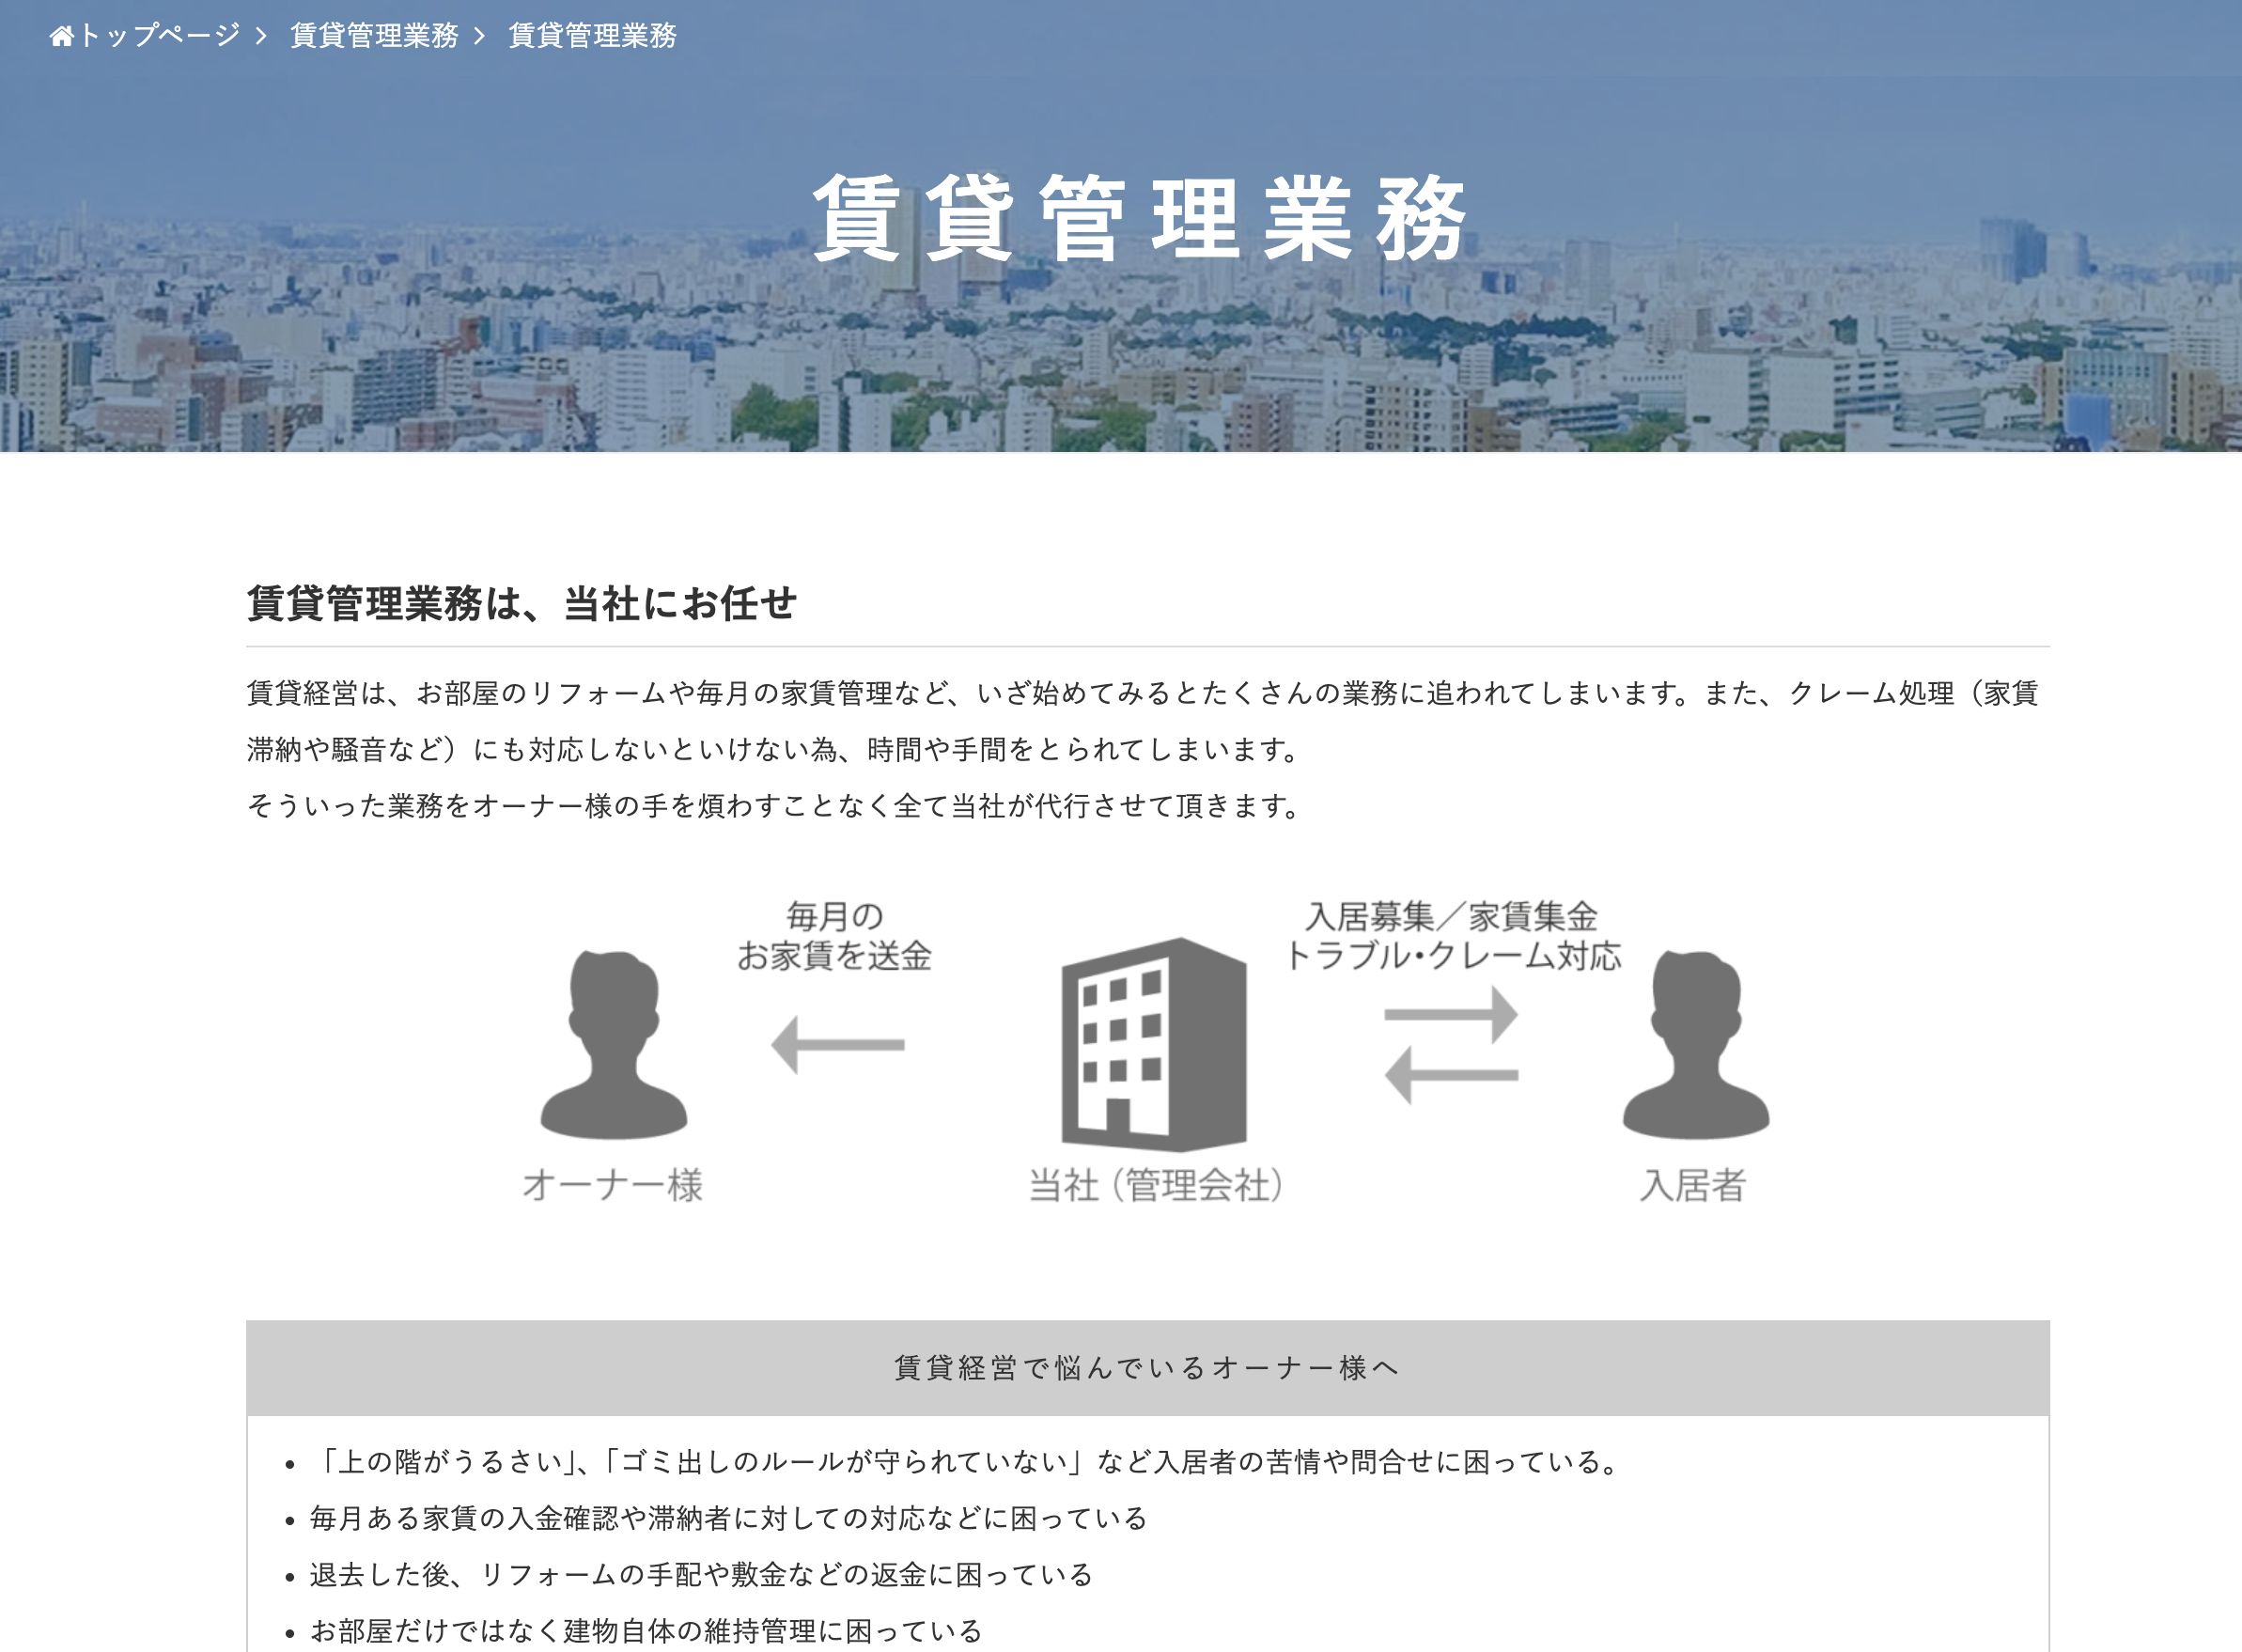 トップページ > 賃貸管理業務 > 賃貸管理業務
賃貸管理業務
賃貸管理業務は、当社にお任せ
賃貸経営は、お部屋のリフォームや毎月の家賃管理など、いざ始めてみるとたくさんの業務に追われてしまいます。また、クレーム処理（家賃
滞納や騒音など）にも対応しないといけない為、時間や手間をとられてしまいます。
そういった業務をオーナー様の手を煩わすことなく全て当社が代行させて頂きます。
毎月の
お家賃を送金
入居募集／家賃集金
トラブル・クレーム対応
オーナー様
当社（管理会社）
入居者
賃貸経営で悩んでいるオーナー様へ
・「上の階がうるさい」、「ゴミ出しのルールが守られていない」など入居者の苦情や問合せに困っている。
・毎月ある家賃の入金確認や滞納者に対しての対応などに困っている
・退去した後、リフォームの手配や敷金などの返金に困っている
・お部屋だけではなく建物自体の維持管理に困っている